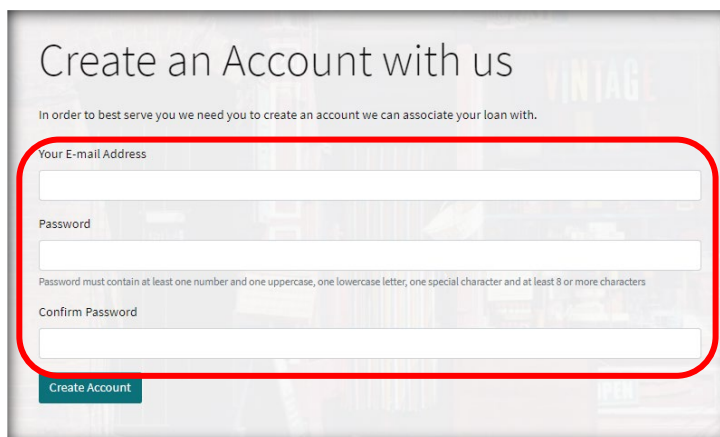 Create an Account with us
VINTAGE
In order to best serve you we need you to create an account we can associate your loan with.
Your E-mail Address
Password
Password must contain at least one number and one uppercase, one lowercase letter, one special character and at least 8 or more characters
Confirm Password
Create Account